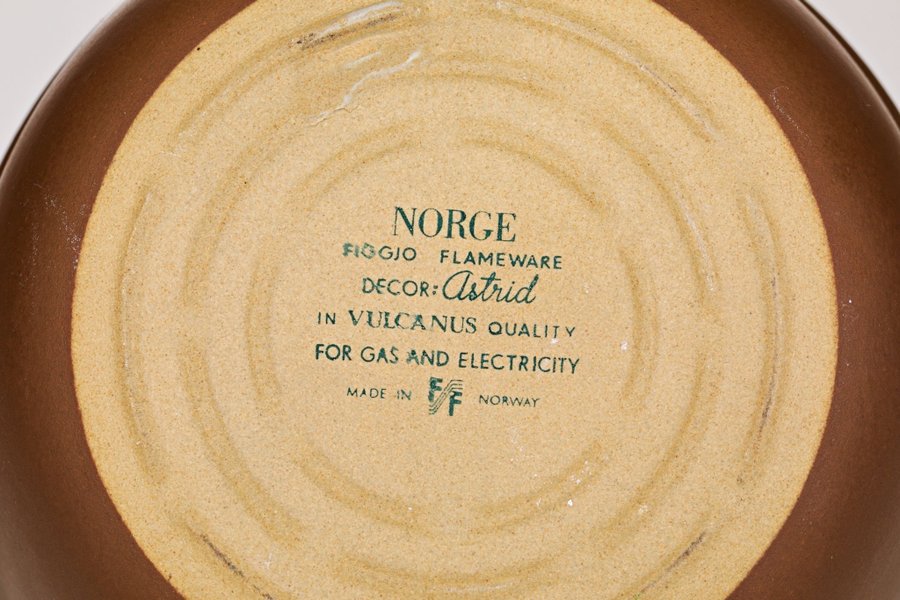 NORGE
FIGGJO FLAMEWARE
DECOR: Astrid
IN VULCANUS QUALITY
FOR GAS AND ELECTRICITY
MADE IN FF NORWAY